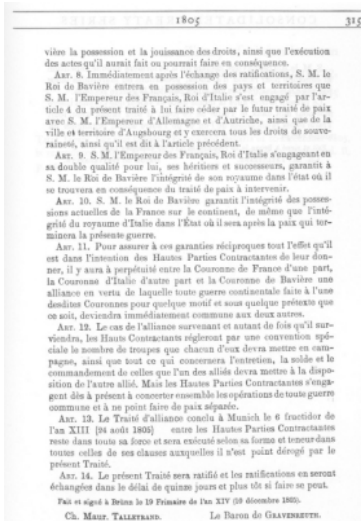 1805
315
vière la possession et la jouissance des droits, ainsi que l'exécution
des actes qu'il aurait fait ou pourrait faire en conséquence.
ART. 8. Immédiatement après l'échange des ratifications, S. M. le
Roi de Bavière entrera en possession des pays et territoires que
S. M. l'Empereur des Français, Roi d'Italie s'est engagé par l'ar-
ticle 4 du présent traité à lui faire céder par le futur traité de paix
avec S. M. l'Empereur d'Allemagne et d'Autriche, ainsi que de la
ville et territoire d'Augsbourg et y exercera tous les droits de souve-
raineté, ainsi qu'il est dit à l'article précédent.
ART. 9. S. M. l'Empereur des Français, Roi d'Italie s'engageant en
sa double qualité pour lui, ses héritiers et successeurs, garantit à
S. M. le Roi de Bavière l'intégrité de son royaume dans l'état où il
se trouvera en conséquence du traité de paix à intervenir.
ART. 10. S. M. le Roi de Bavière garantit l'intégrité des posses-
sions actuelles de la France sur le continent, de même que l'inté-
grité du royaume d'Italie dans l'État où il sera après la paix qui ter-
minera la présente guerre.
ART. 11. Pour assurer à ces garanties réciproques tout l'effet qu'il
est dans l'intention des Hautes Parties Contractantes de leur don-
ner, il y aura à perpétuité entre la Couronne de France d'une part,
la Couronne d'Italie d'autre part et la Couronne de Bavière une
alliance en vertu de laquelle toute guerre continentale faite à l'une
desdites Couronnes pour quelque motif et sous quelque prétexte que
ce soit, deviendra immédiatement commune aux deux autres.
ART. 12. Le cas de l'alliance survenant et autant de fois qu'il sur-
viendra, les Hauts Contractants régleront par une convention spé-
ciale le nombre de troupes que chacun d'eux devra mettre en cam-
pagne, ainsi que tout ce qui concernera l'entretien, la solde et le
commandement de celles que l'un des alliés devra mettre à la dispo-
sition de l'autre allié. Mais les Hautes Parties Contractantes s'enga-
gent dès à présent à concerter ensemble les opérations de toute guerre
commune et à ne point faire de paix séparée.
ART. 13. Le Traité d'alliance conclu à Munich le 6 fructidor de
l'an XIII (24 août 1805) entre les Hautes Parties Contractantes
reste dans toute sa force et sera exécuté selon sa forme et teneur dans
toutes celles de ses clauses auxquelles il n'est point dérogé par le
présent Traité.
ART. 14. Le présent Traité sera ratifié et les ratifications en seront
échangées dans le délai de quinze jours et plus tôt si faire se peut.
Fait et signé à Brünn le 19 Frimaire de l'an XIV (10 décembre 1805).
Ch. Maur. TALLEYRAND. Le Baron de GRAVENREUTH.